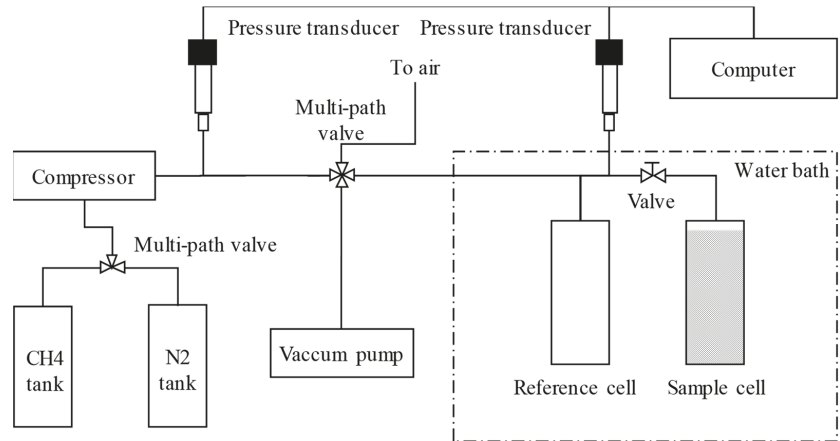 Pressure transducer
Pressure transducer
To air
Computer
Multi-path
valve
Compressor
Water bath
Valve
Multi-path valve
CH4
tank
N2
tank
Vaccum pump
Reference cell
Sample cell